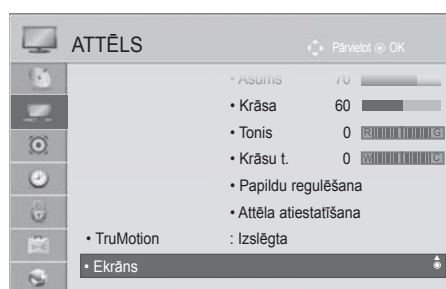 ATTĒLS Pārvietot OK
• Asums 70
• Krāsa 60
• Tonis 0 R G
• Krāsu t. 0 W C
• Papildu regulēšana
• Attēla atiestatīšana
• TruMotion : Izslēgta
• Ekrāns